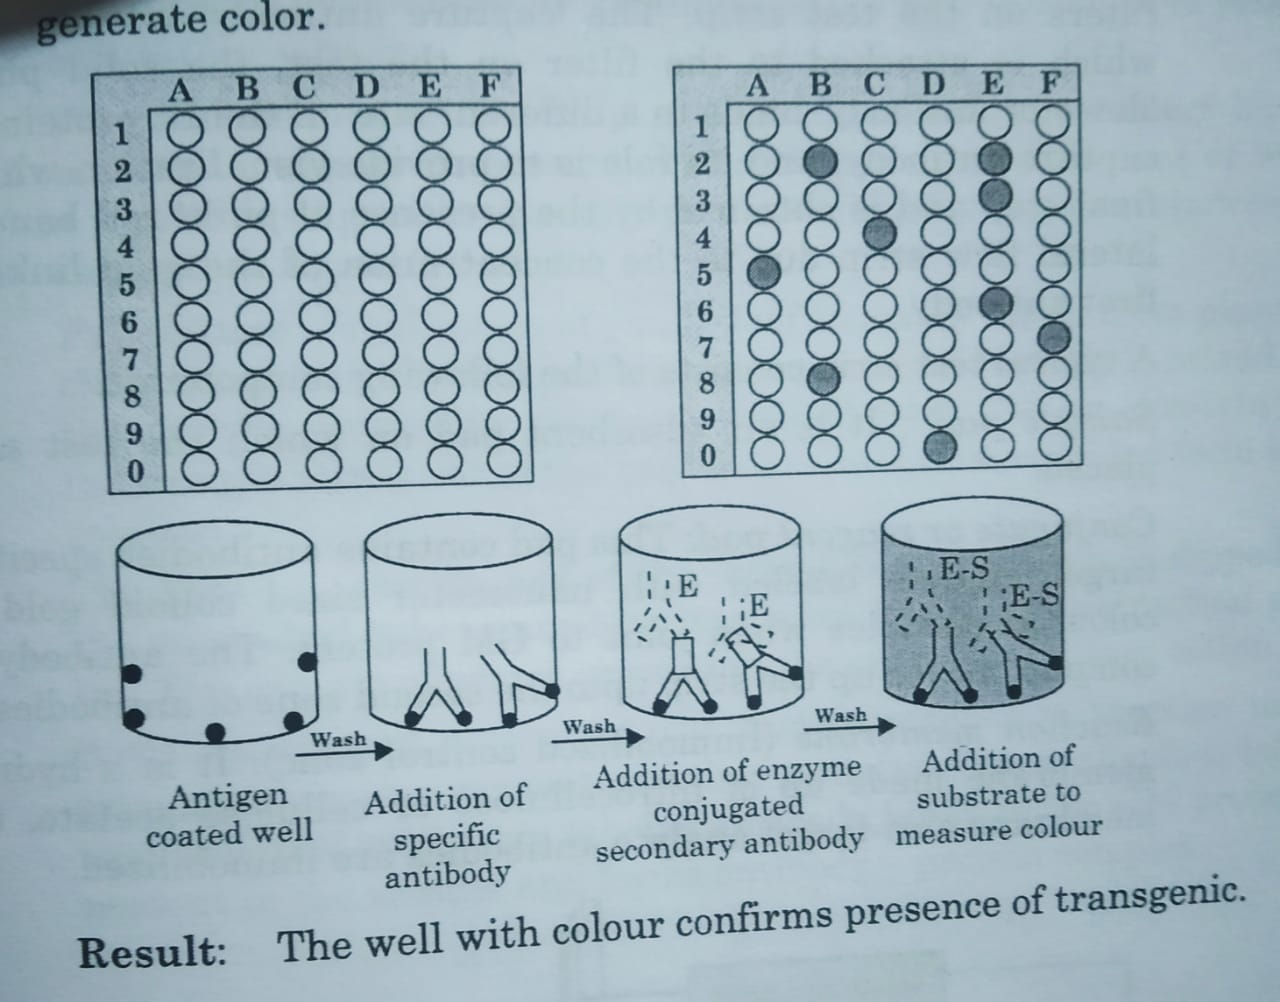 generate color.
A B C D E F
1
2
3
4
5
6
7
8
9
0
A B C D E F
1
2
3
4
5
6
7
8
9
0
E
E
E-S
E-S
Wash
Wash
Wash
Antigen
coated well
Addition of
specific
antibody
Addition of enzyme
conjugated
secondary antibody
Addition of
substrate to
measure colour
Result: The well with colour confirms presence of transgenic.